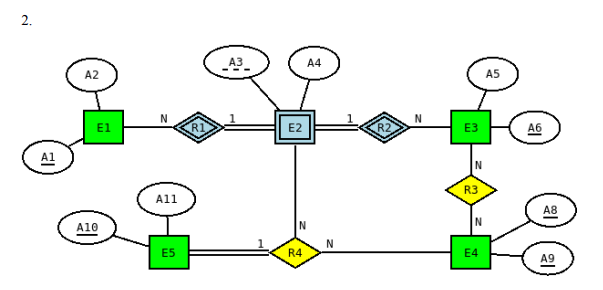 2.
A3 A4
A2 A5
E1 N R1 1 E2 1 R2 N E3 A6
A1
N
R3
A11 N A8
A10 N
E5 1 R4 N E4 A9